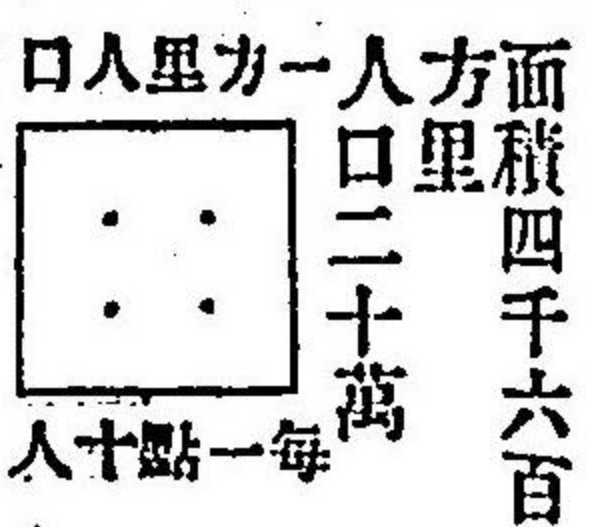 面積四千六百
方里
人口二十萬
一方里人口
每一點十人